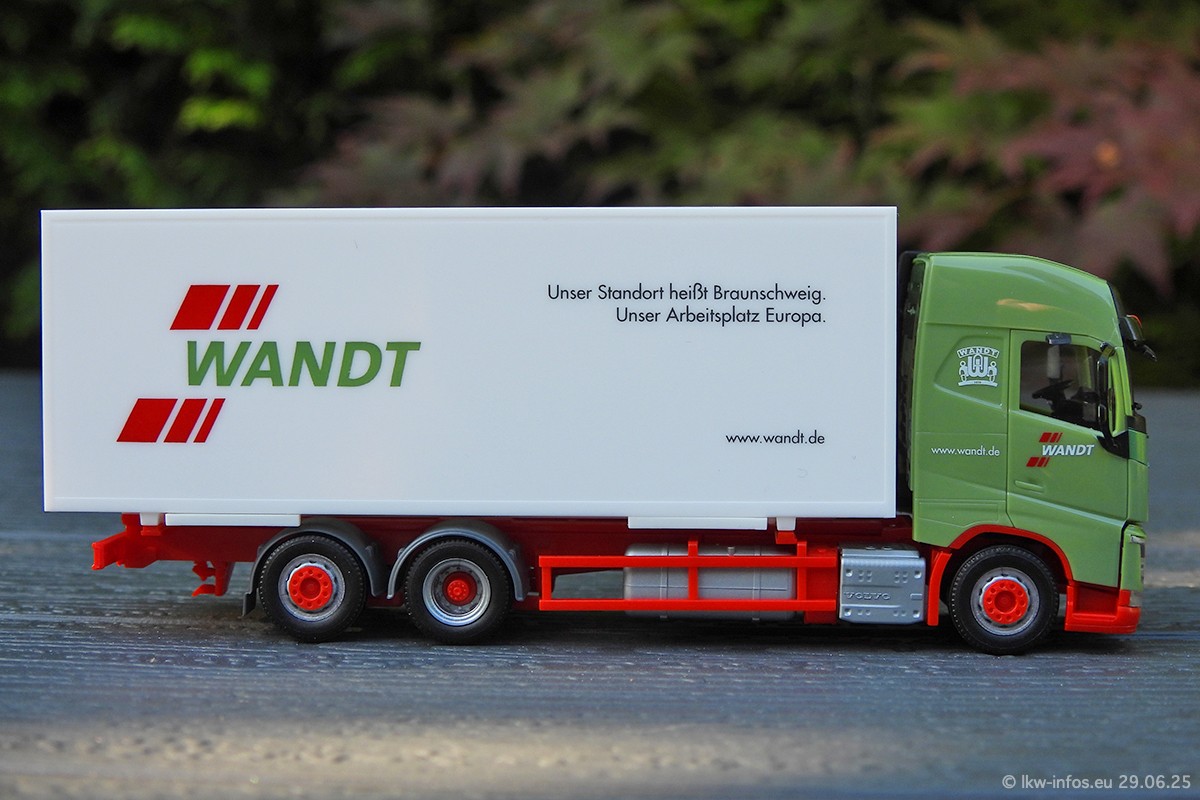 Unser Standort heißt Braunschweig.
Unser Arbeitsplatz Europa.
WANDT
www.wandt.de
WANDT
www.wandt.de
WANDT
VOLVO
© lkw-infos.eu 29.06.25